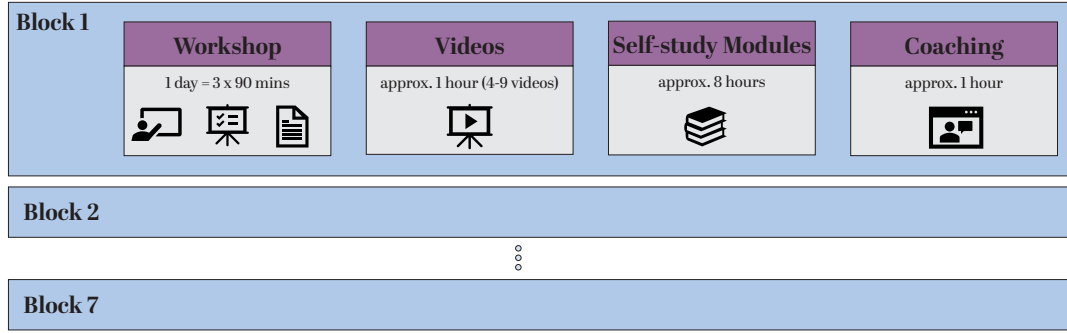 Block 1
Workshop
1 day = 3 x 90 mins
Videos
approx. 1 hour (4-9 videos)
Self-study Modules
approx. 8 hours
Coaching
approx. 1 hour
Block 2
Block 7